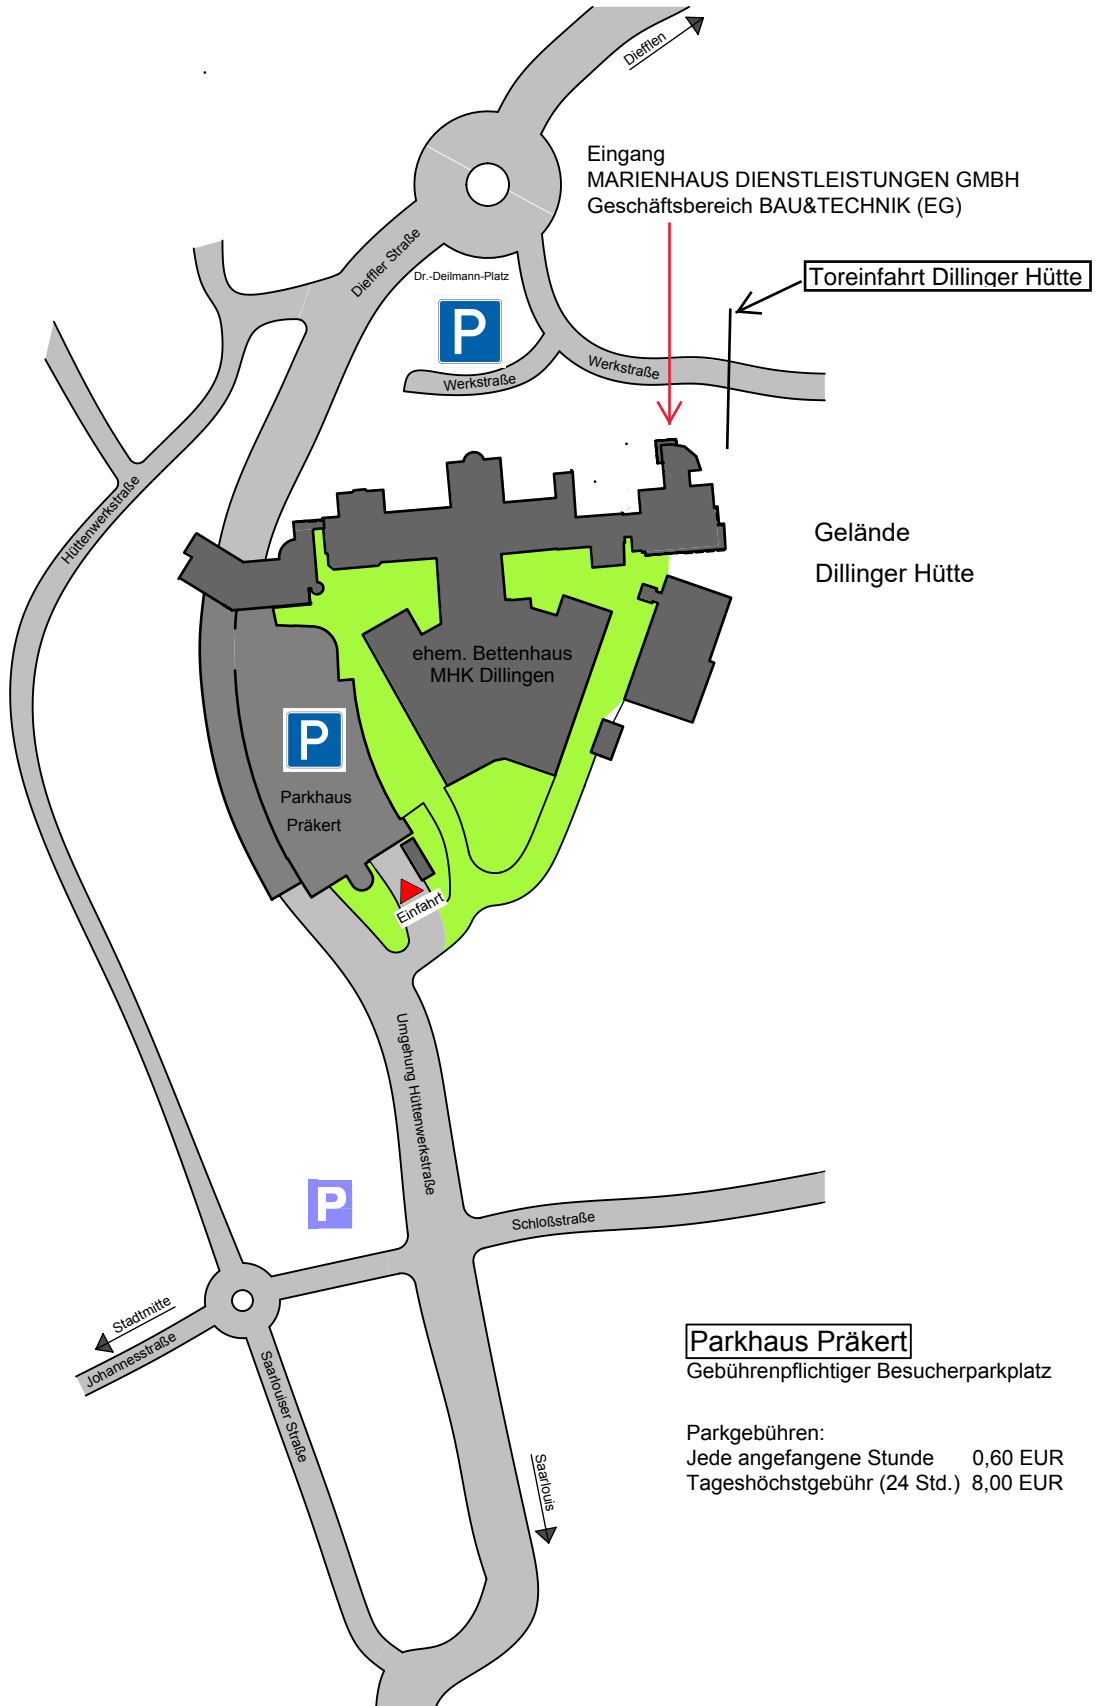 Diefflen
Eingang
MARIENHAUS DIENSTLEISTUNGEN GMBH
Geschäftsbereich BAU&TECHNIK (EG)
Dieffler Straße
Dr.-Deilmann-Platz
Toreinfahrt Dillinger Hütte
P
Werkstraße
Werkstraße
Hüttenwerkstraße
Gelände
Dillinger Hütte
ehem. Bettenhaus
MHK Dillingen
P
Parkhaus
Präkert
Einfahrt
Umgehung Hüttenwerkstraße
P
Schloßstraße
Stadtmitte
Johannesstraße
Saarlouiser Straße
Parkhaus Präkert
Gebührenpflichtiger Besucherparkplatz
Parkgebühren:
Jede angefangene Stunde 0,60 EUR
Tageshöchstgebühr (24 Std.) 8,00 EUR
Saarlouis